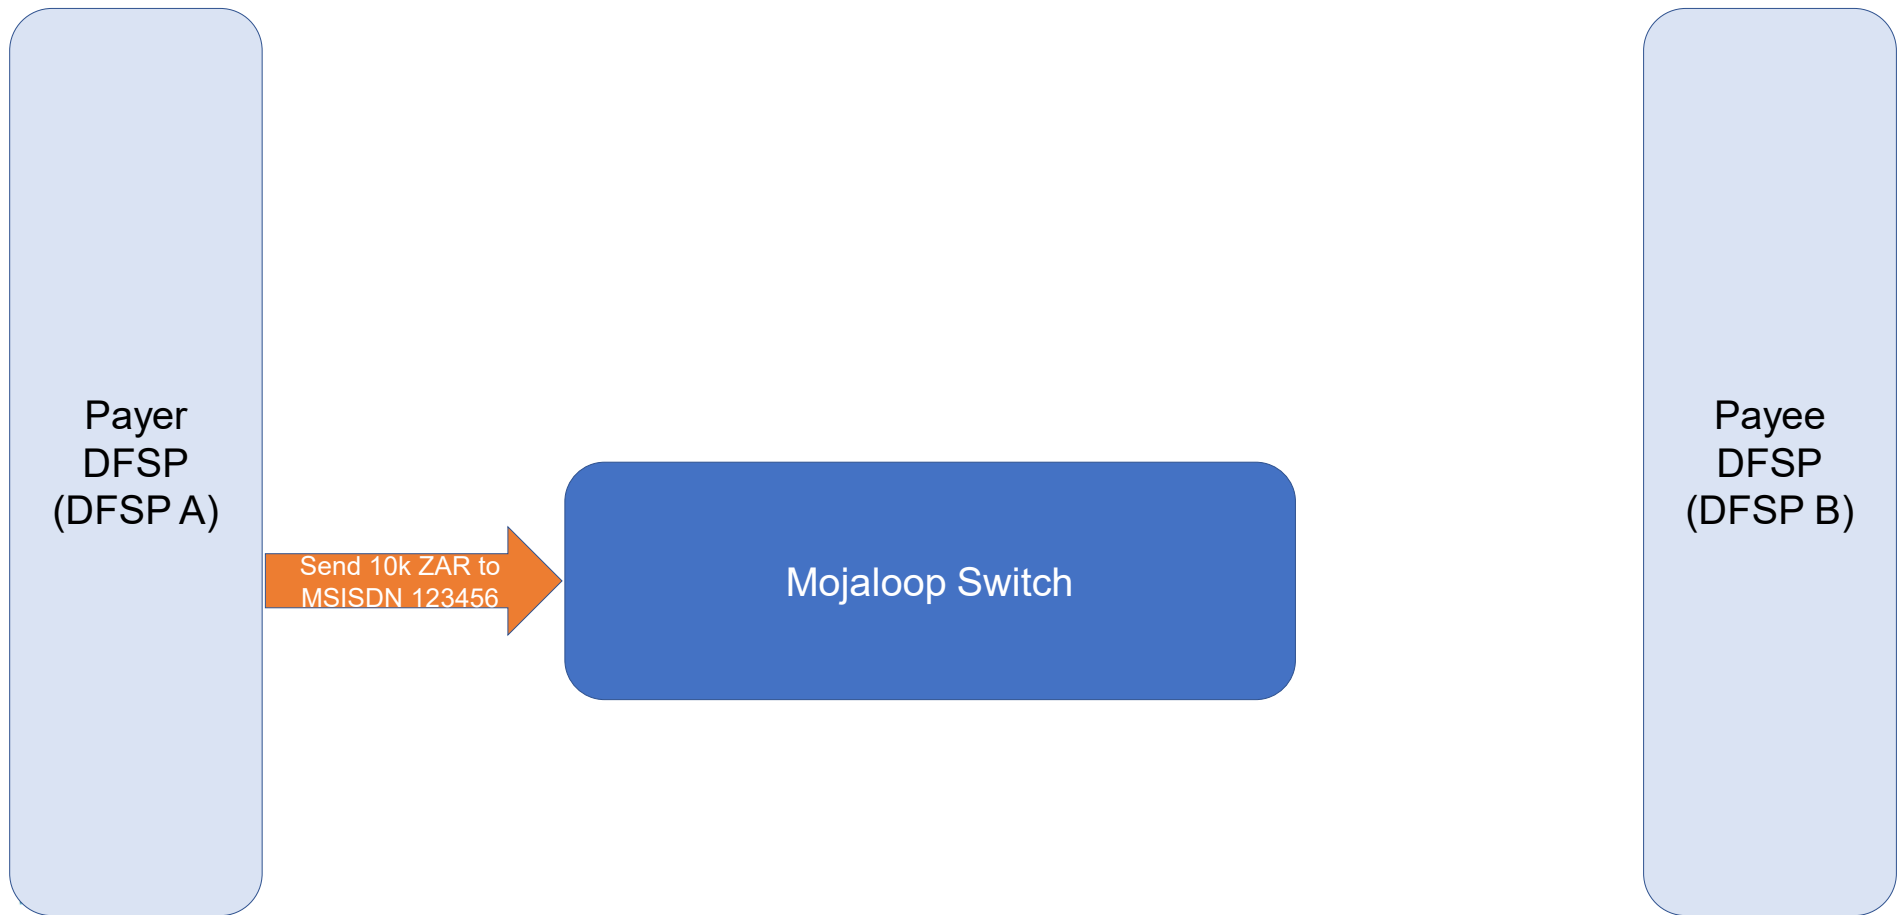 Payer
DFSP
(DFSP A)
Send 10k ZAR to
MSISDN 123456
Mojaloop Switch
Payee
DFSP
(DFSP B)